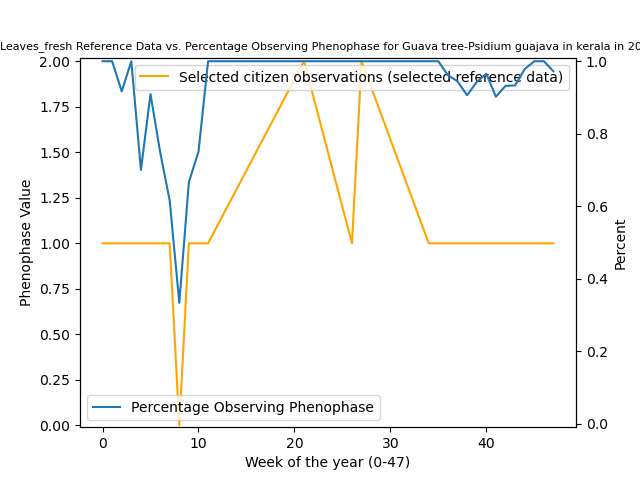 Leaves_fresh Reference Data vs. Percentage Observing Phenophase for Guava tree-Psidium guajava in kerala in 20
Selected citizen observations (selected reference data)
Percentage Observing Phenophase
Phenophase Value
2.00
1.75
1.50
1.25
1.00
0.75
0.50
0.25
0.00
Percent
1.0
0.8
0.6
0.4
0.2
0.0
0 10 20 30 40
Week of the year (0-47)